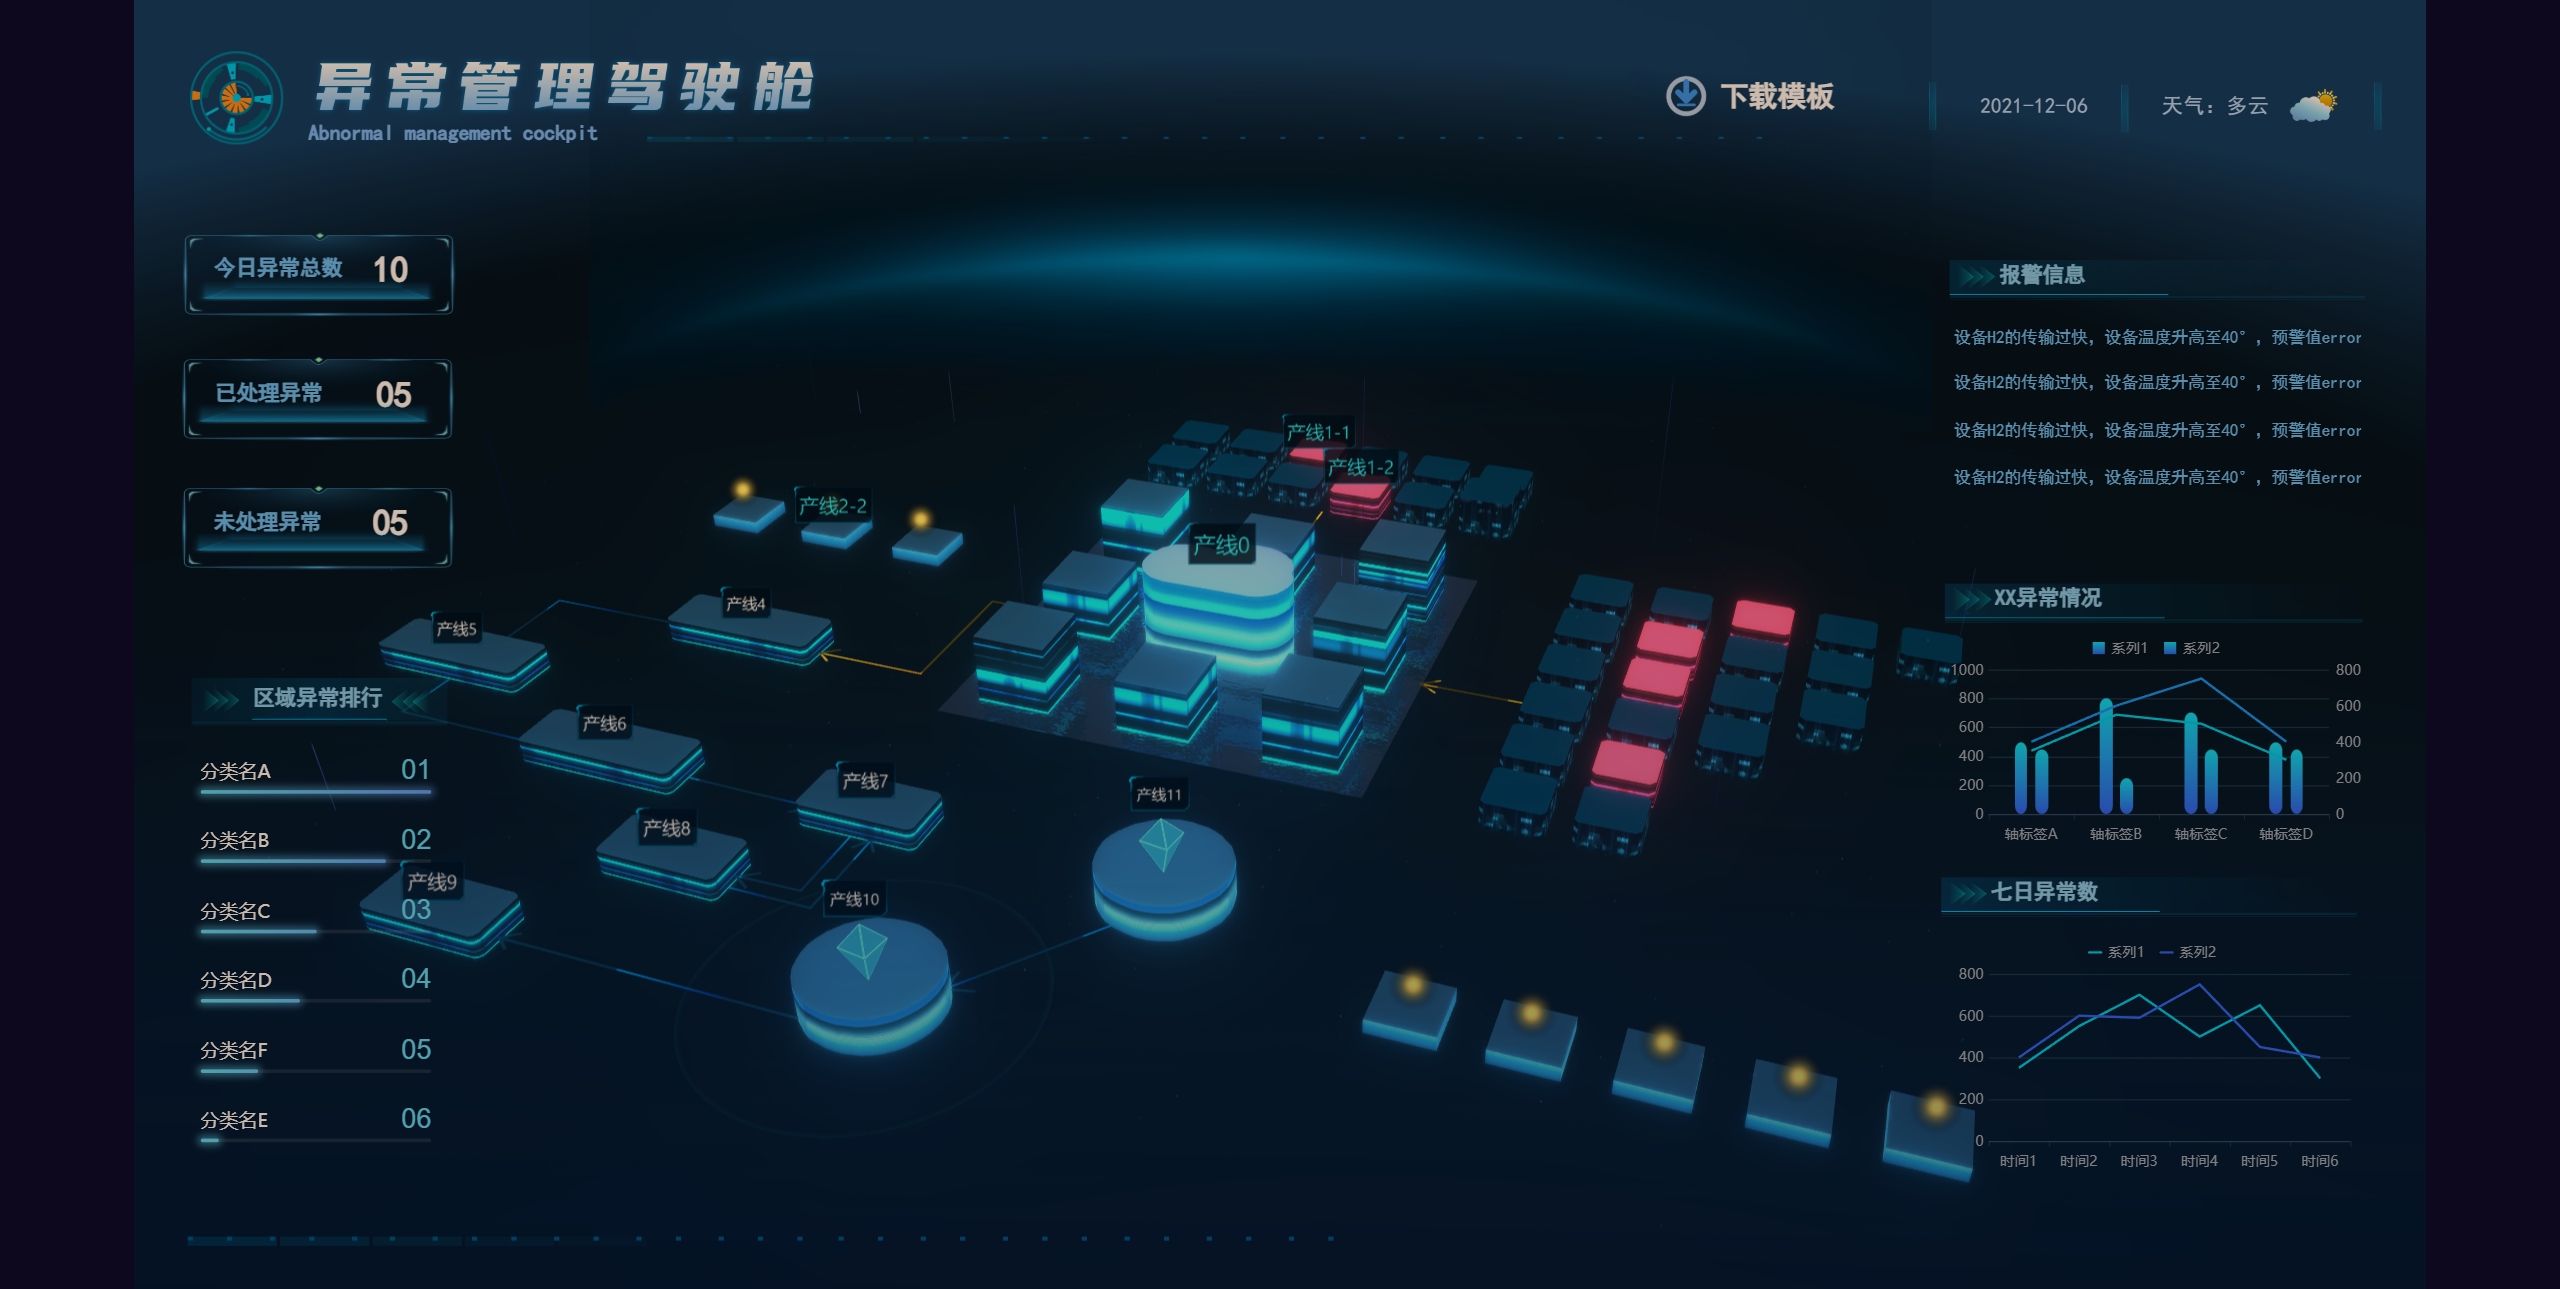 异常管理驾驶舱
Abnormal management cockpit
下载模板
2021-12-06
天气：多云
今日异常总数 10
已处理异常 05
未处理异常 05
区域异常排行
分类名A 01
分类名B 02
分类名C 03
分类名D 04
分类名F 05
分类名E 06
产线1-1
产线1-2
产线2-2
产线0
产线4
产线5
产线6
产线7
产线8
产线9
产线10
产线11
报警信息
设备H2的传输过快，设备温度升高至40°，预警值error
设备H2的传输过快，设备温度升高至40°，预警值error
设备H2的传输过快，设备温度升高至40°，预警值error
设备H2的传输过快，设备温度升高至40°，预警值error
XX异常情况
系列1 系列2
1000 800
800 600
600
400 400
200 200
0 0
轴标签A 轴标签B 轴标签C 轴标签D
七日异常数
系列1 系列2
800
600
400
200
0
时间1 时间2 时间3 时间4 时间5 时间6